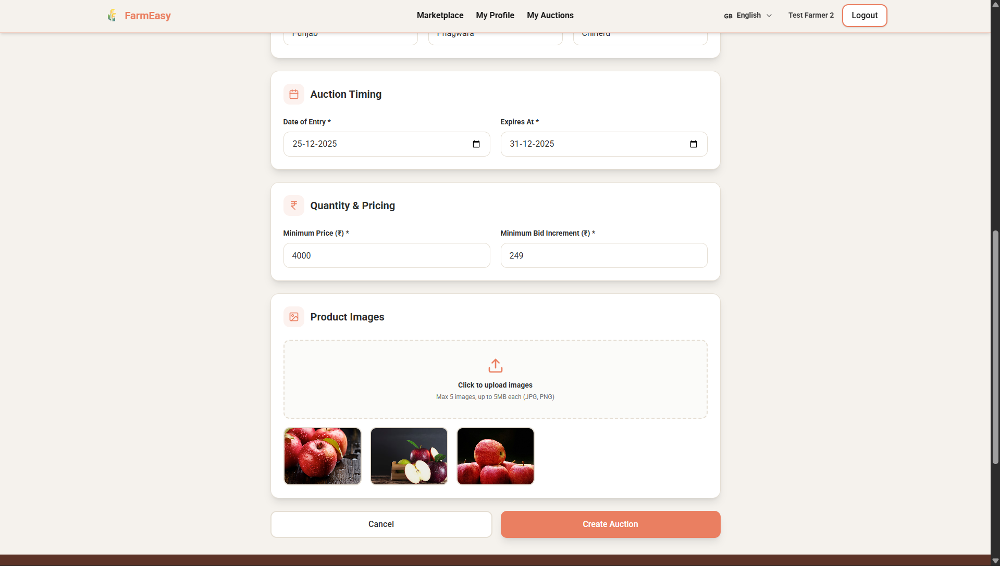 FarmEasy
Marketplace My Profile My Auctions
GB English
Test Farmer 2
Logout
Punjab Phagwara Chiheru
Auction Timing
Date of Entry * Expires At *
25-12-2025 31-12-2025
Quantity & Pricing
Minimum Price (₹) * Minimum Bid Increment (₹) *
4000 249
Product Images
Click to upload images
Max 5 images, up to 5MB each (JPG, PNG)
Cancel Create Auction